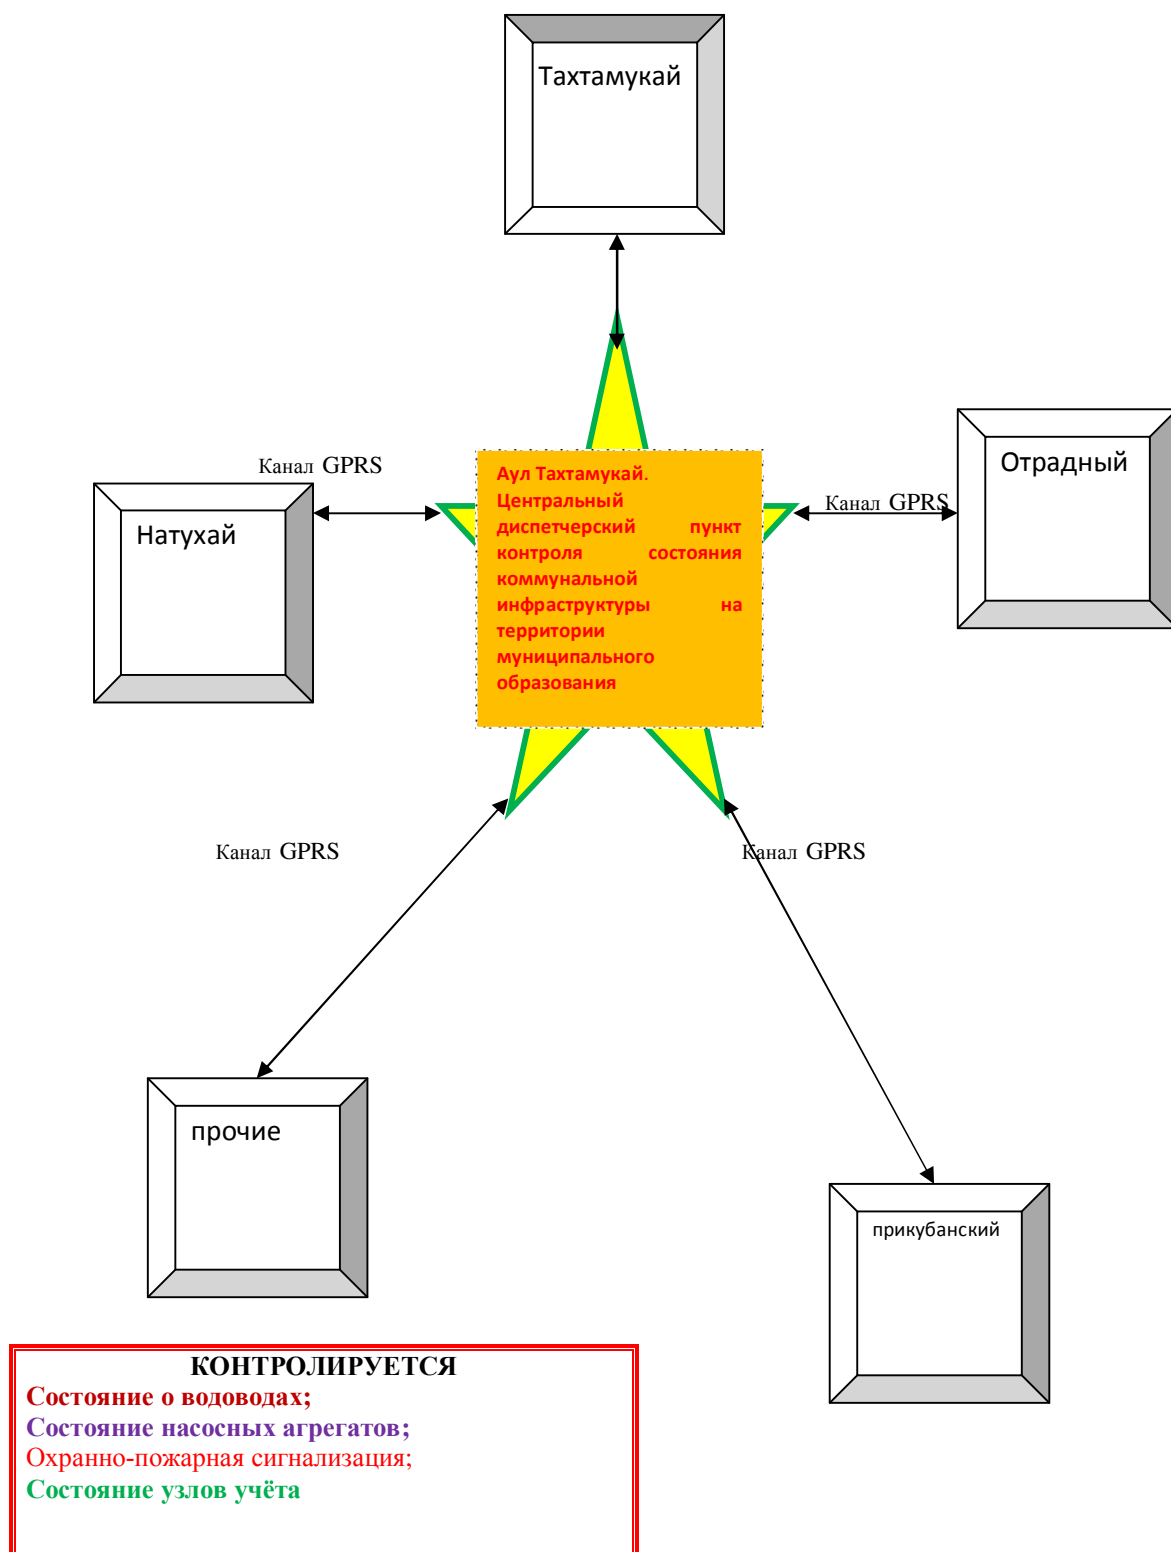 Тахтамукай
Отрадный
Канал GPRS
Аул Тахтамукай.
Центральный
диспетчерский пункт
контроля состояния
коммунальной
инфраструктуры на
территории
муниципального
образования
Канал GPRS
Натухай
Канал GPRS
Канал GPRS
прочие
прикубанский
КОНТРОЛИРУЕТСЯ
Состояние о водоводах;
Состояние насосных агрегатов;
Охранно-пожарная сигнализация;
Состояние узлов учёта